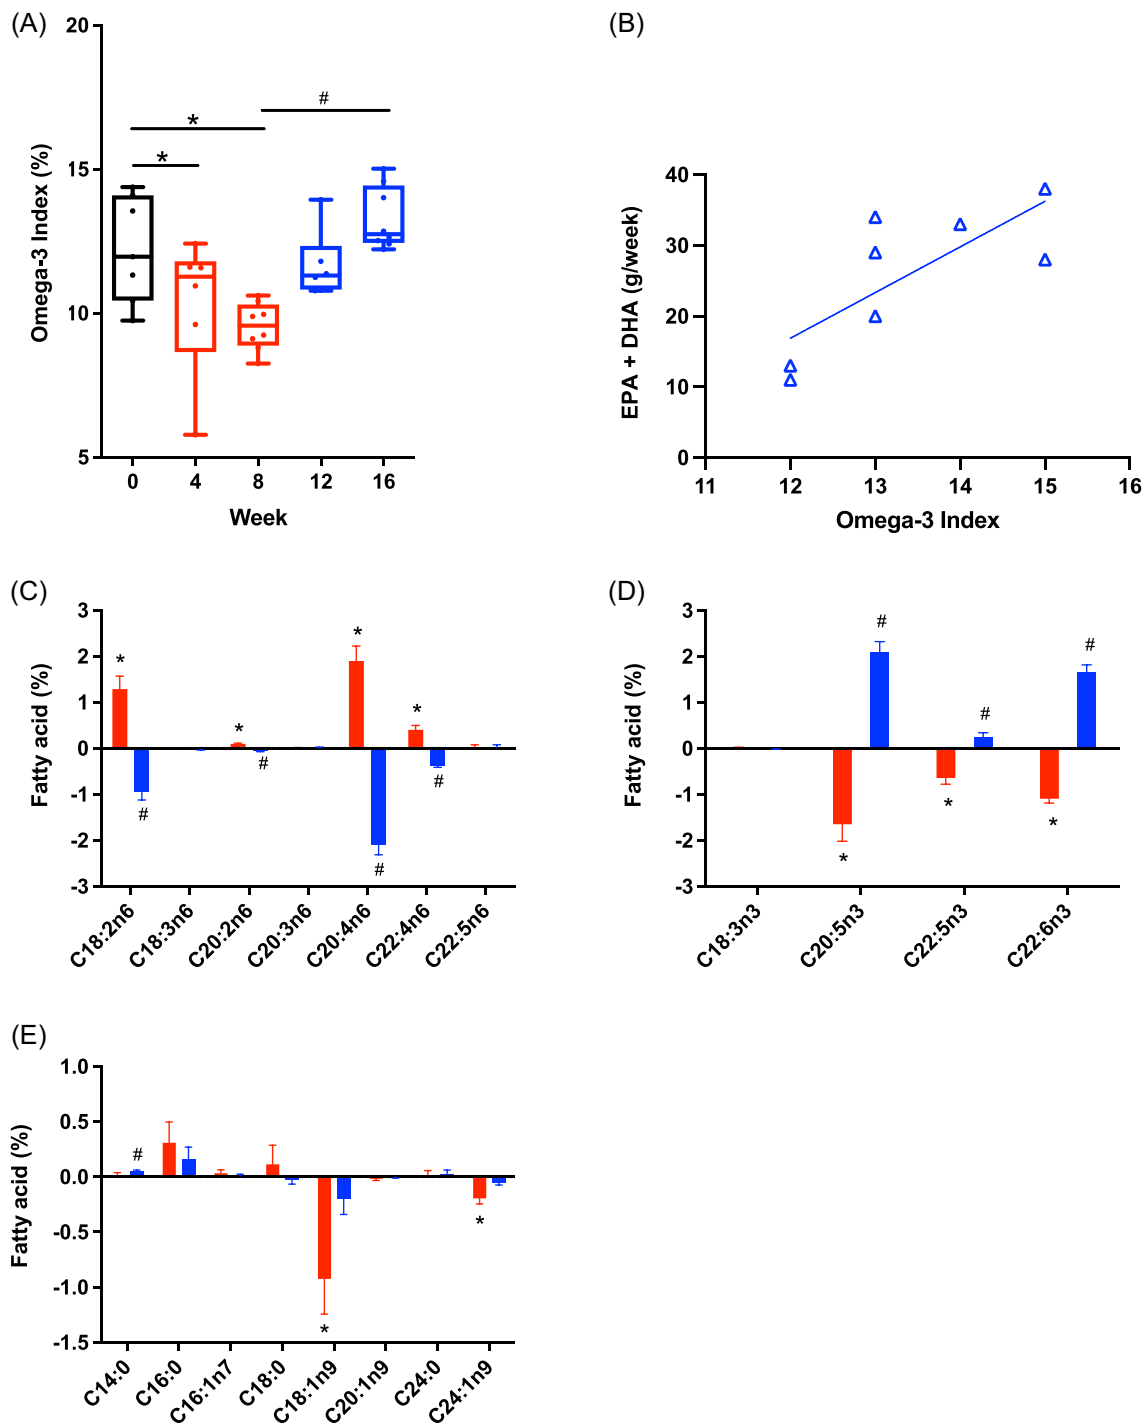 (A)
20
15
10
5
Omega-3 Index (%)
*
*
#
0 4 8 12 16
Week
(B)
40
30
20
10
0
EPA + DHA (g/week)
11 12 13 14 15 16
Omega-3 Index
(C)
3
2
1
0
-1
-2
-3
Fatty acid (%)
* * * *
# # # #
C18:2n6 C18:3n6 C20:2n6 C20:3n6 C20:4n6 C22:4n6 C22:5n6
(D)
3
2
1
0
-1
-2
-3
Fatty acid (%)
# # #
* * *
C18:3n3 C20:5n3 C22:5n3 C22:6n3
(E)
1.0
0.5
0.0
-0.5
-1.0
-1.5
Fatty acid (%)
#
* *
C14:0 C16:0 C16:1n7 C18:0 C18:1n9 C20:1n9 C24:0 C24:1n9